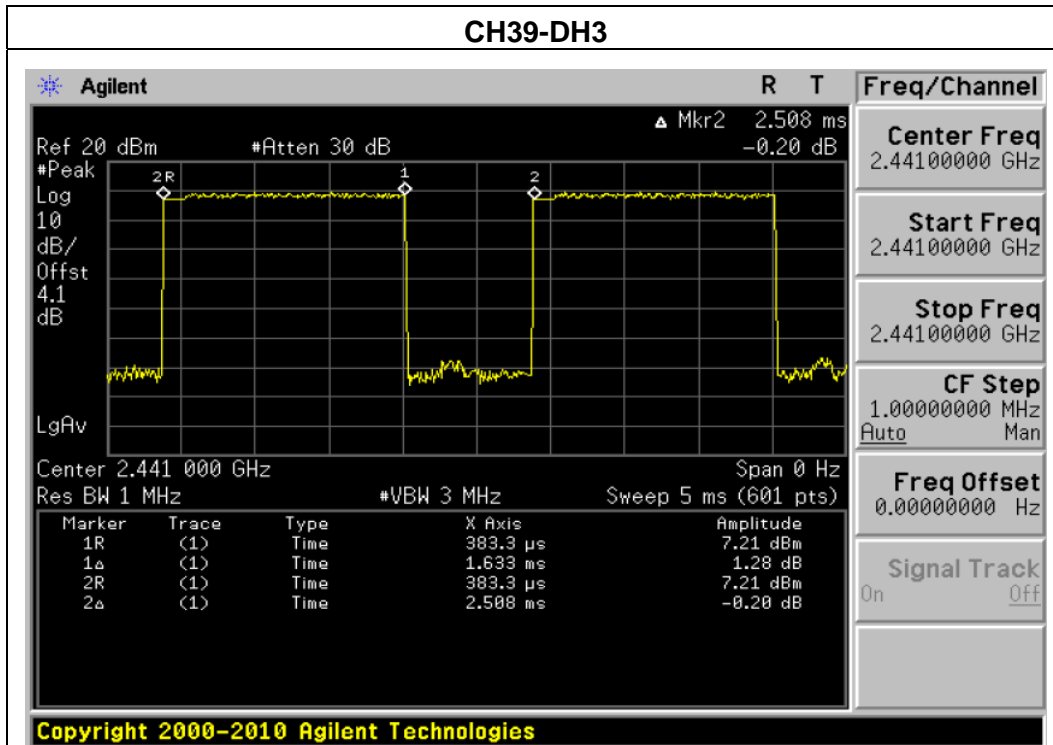 CH39-DH3
Agilent R T
▵ Mkr2 2.508 ms
Ref 20 dBm #Atten 30 dB -0.20 dB
#Peak
Log
10
dB/
Offst
4.1
dB
LgAv
2R 1 2
Center 2.441 000 GHz Span 0 Hz
Res BW 1 MHz #VBW 3 MHz Sweep 5 ms (601 pts)
Marker Trace Type X Axis Amplitude
1R (1) Time 383.3 µs 7.21 dBm
1▵ (1) Time 1.633 ms 1.28 dB
2R (1) Time 383.3 µs 7.21 dBm
2▵ (1) Time 2.508 ms -0.20 dB
Copyright 2000-2010 Agilent Technologies
Freq/Channel
Center Freq
2.44100000 GHz
Start Freq
2.44100000 GHz
Stop Freq
2.44100000 GHz
CF Step
1.00000000 MHz
Auto Man
Freq Offset
0.00000000 Hz
Signal Track
On Off